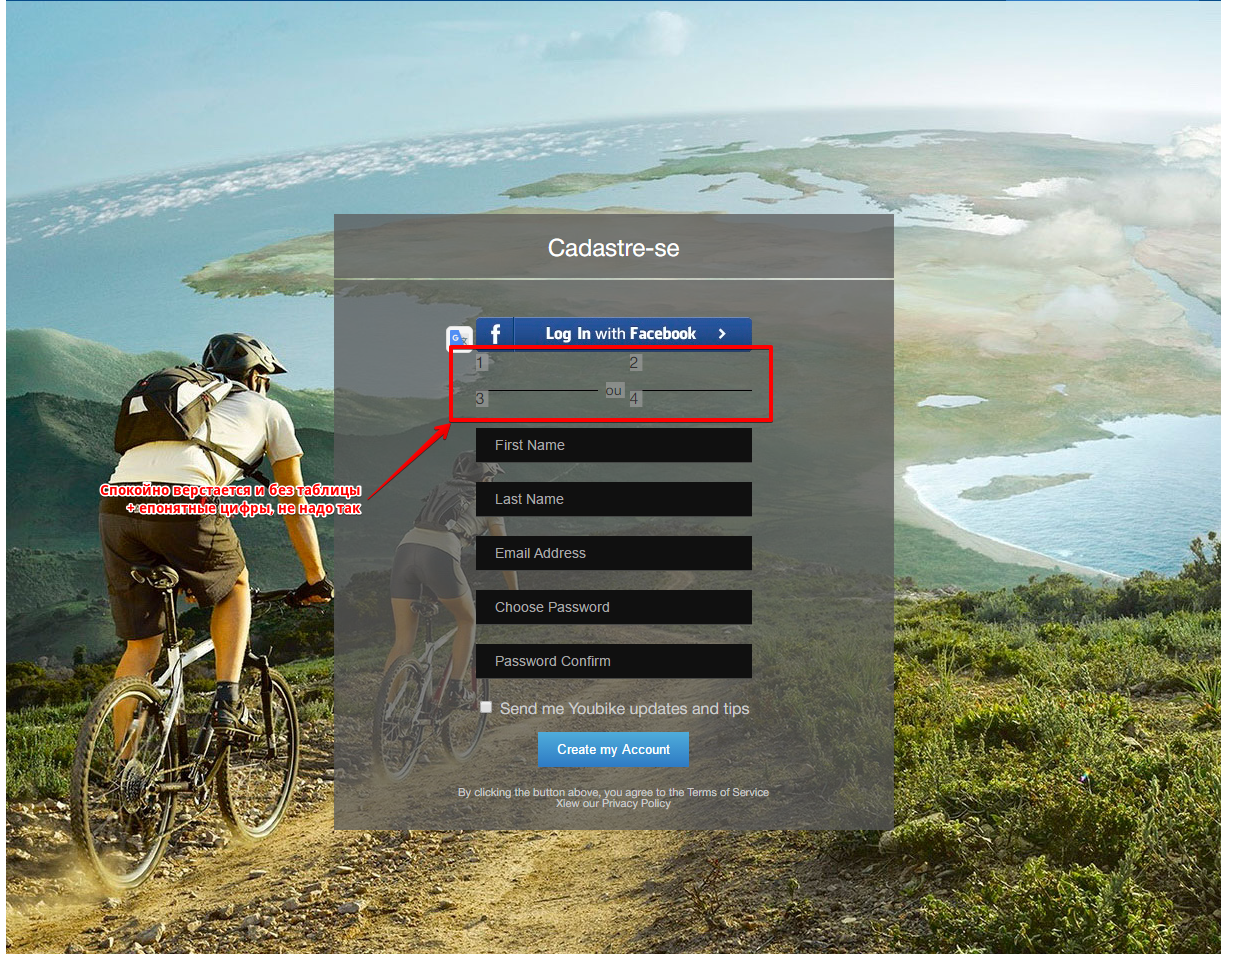 Cadastre-se
f Log In with Facebook >
1 2
ou
3 4
First Name
Last Name
Спокойно верстается и без таблицы
+ епонятные цифры, не надо так
Email Address
Choose Password
Password Confirm
Send me Youbike updates and tips
Create my Account
By clicking the button above, you agree to the Terms of Service
Xiew our Privacy Policy